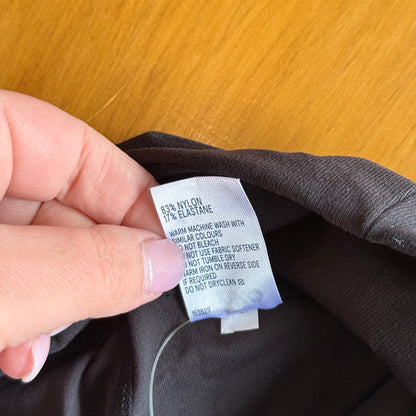 83% NYLON
17% ELASTANE
WARM MACHINE WASH WITH
SIMILAR COLOURS
DO NOT BLEACH
DO NOT USE FABRIC SOFTENER
DO NOT TUMBLE DRY
WARM IRON ON REVERSE SIDE
IF REQUIRED
DO NOT DRYCLEAN